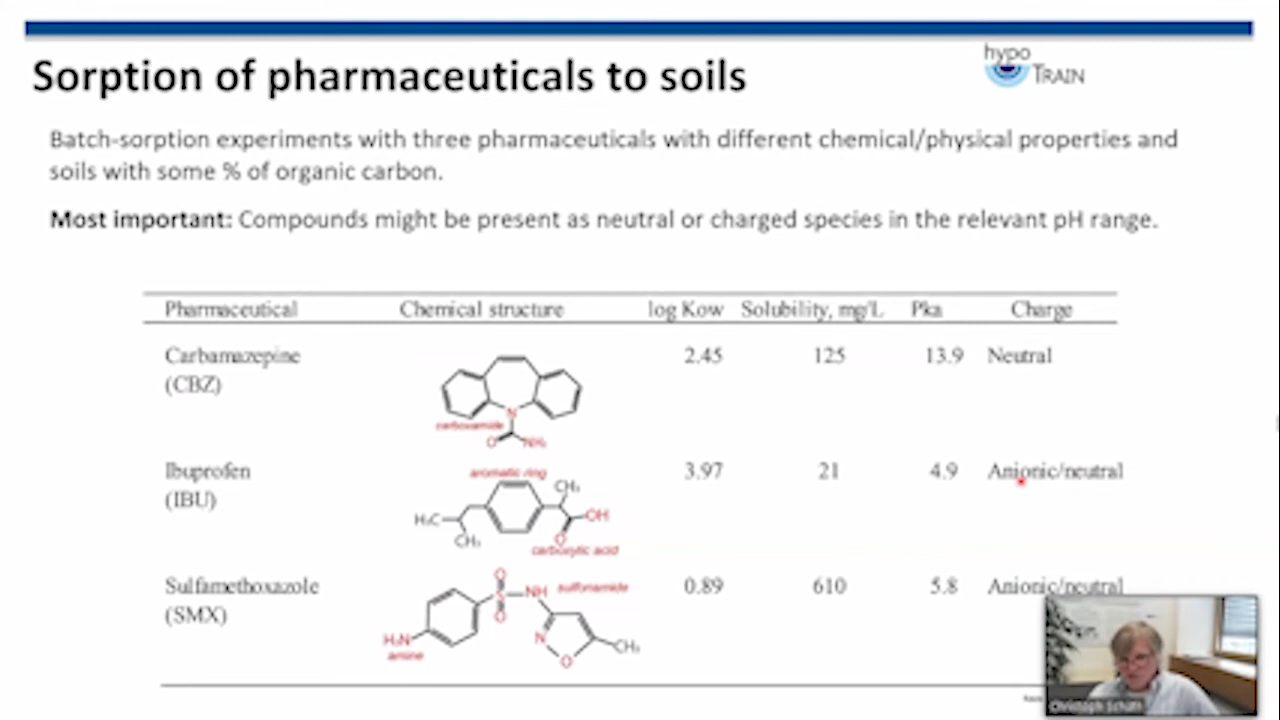 hypo
TRAIN
Sorption of pharmaceuticals to soils
Batch-sorption experiments with three pharmaceuticals with different chemical/physical properties and
soils with some % of organic carbon.
Most important: Compounds might be present as neutral or charged species in the relevant pH range.
Pharmaceutical Chemical structure log Kow Solubility, mg/L Pka Charge
Carbamazepine 2.45 125 13.9 Neutral
(CBZ)
N
carboxamide
O NH₂
Ibuprofen 3.97 21 4.9 Anionic/neutral
(IBU)
aromatic ring
CH₃
H₃C OH
CH₃ O
carboxylic acid
Sulfamethoxazole 0.89 610 5.8 Anionic/neutral
(SMX)
O
S NH sulfonamide
O
H₂N N CH₃
amine O
Christoph